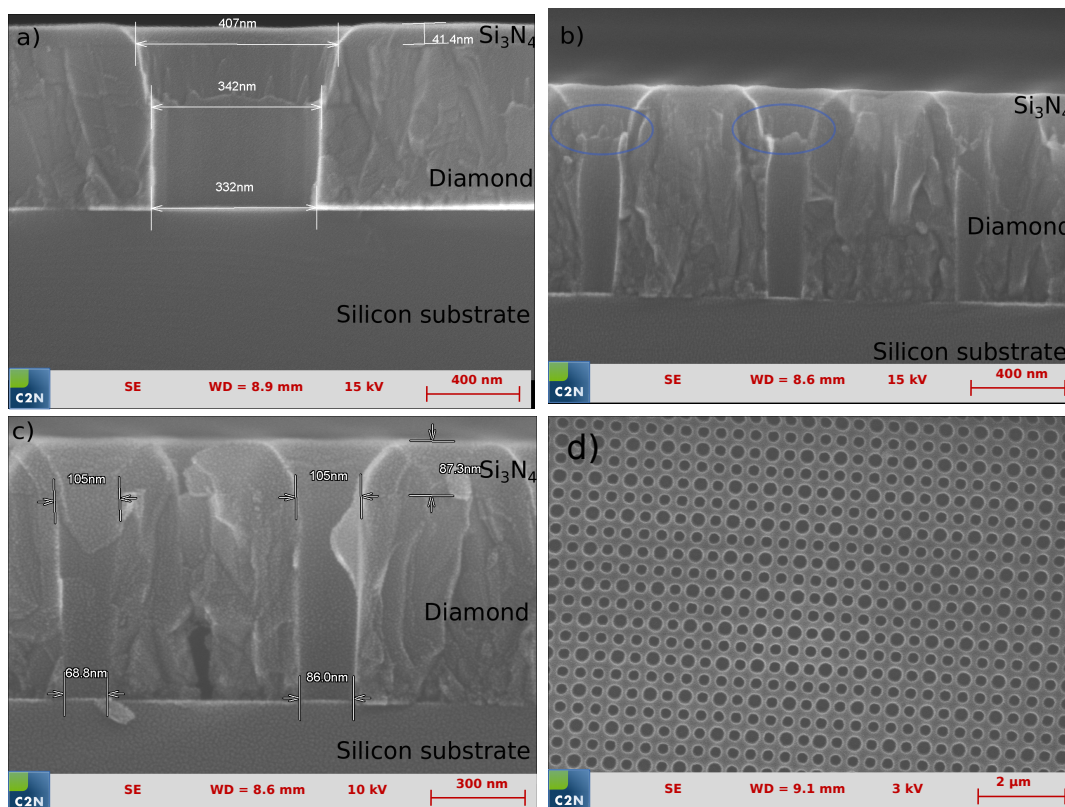 a)
407nm
41.4nm
Si₃N₄
342nm
332nm
Diamond
Silicon substrate
C2N
SE
WD = 8.9 mm
15 kV
400 nm
b)
Si₃N₄
Diamond
Silicon substrate
C2N
SE
WD = 8.6 mm
15 kV
400 nm
c)
105nm
105nm
87.3nm
Si₃N₄
Diamond
68.8nm
86.0nm
Silicon substrate
C2N
SE
WD = 8.6 mm
10 kV
300 nm
d)
C2N
SE
WD = 9.1 mm
3 kV
2 µm